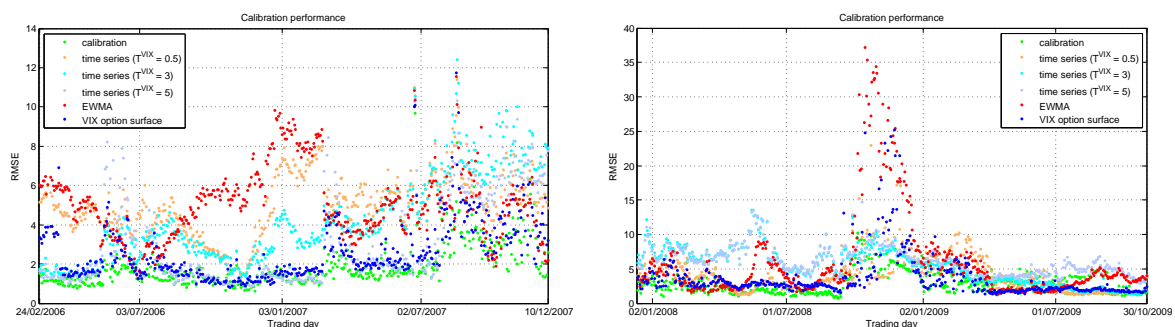 Calibration performance
14
12
10
8
6
4
2
0
RMSE
calibration
time series (T^VIX = 0.5)
time series (T^VIX = 3)
time series (T^VIX = 5)
EWMA
VIX option surface
24/02/2006
03/07/2006
03/01/2007
02/07/2007
10/12/2007
Trading day
Calibration performance
40
35
30
25
20
15
10
5
0
RMSE
calibration
time series (T^VIX = 0.5)
time series (T^VIX = 3)
time series (T^VIX = 5)
EWMA
VIX option surface
02/01/2008
01/07/2008
02/01/2009
01/07/2009
30/10/2009
Trading day